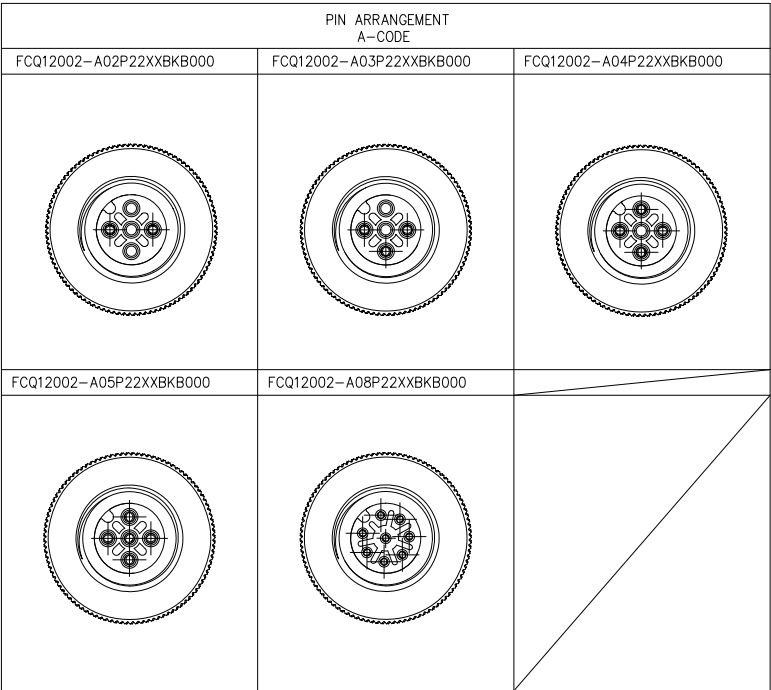 PIN ARRANGEMENT
A-CODE
FCQ12002-A02P22XXBKB000
FCQ12002-A03P22XXBKB000
FCQ12002-A04P22XXBKB000
FCQ12002-A05P22XXBKB000
FCQ12002-A08P22XXBKB000